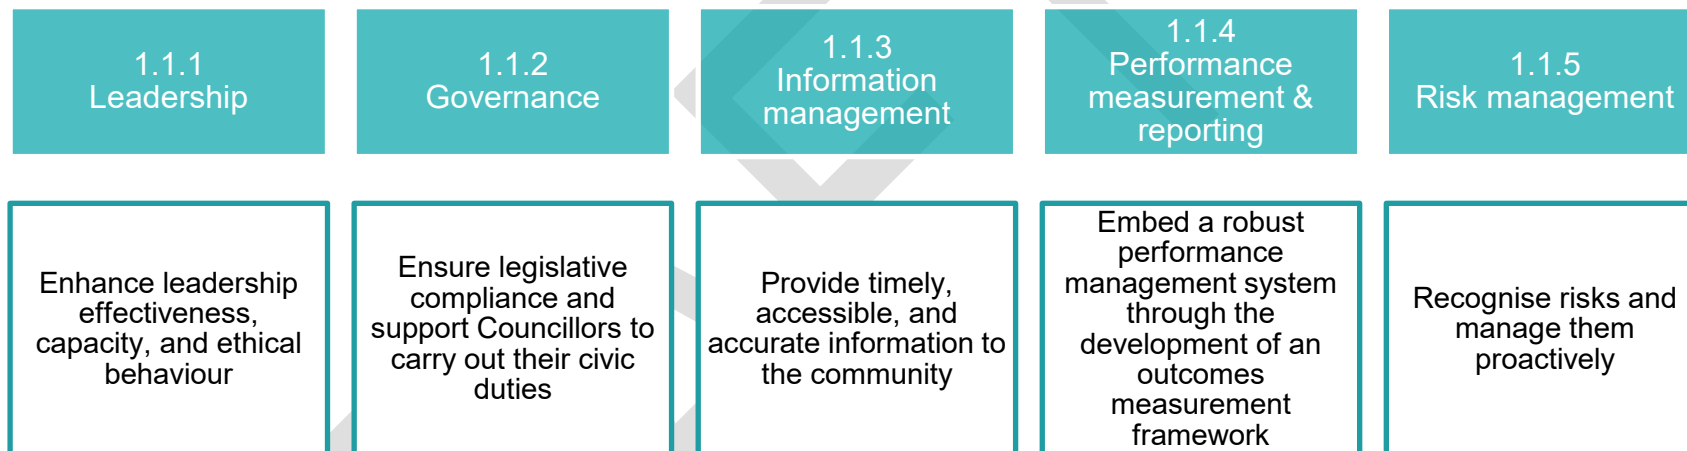 1.1.1
Leadership
1.1.2
Governance
1.1.3
Information
management
1.1.4
Performance
measurement &
reporting
1.1.5
Risk management
Enhance leadership
effectiveness,
capacity, and ethical
behaviour
Ensure legislative
compliance and
support Councillors to
carry out their civic
duties
Provide timely,
accessible, and
accurate information to
the community
Embed a robust
performance
management system
through the
development of an
outcomes
measurement
framework
Recognise risks and
manage them
proactively